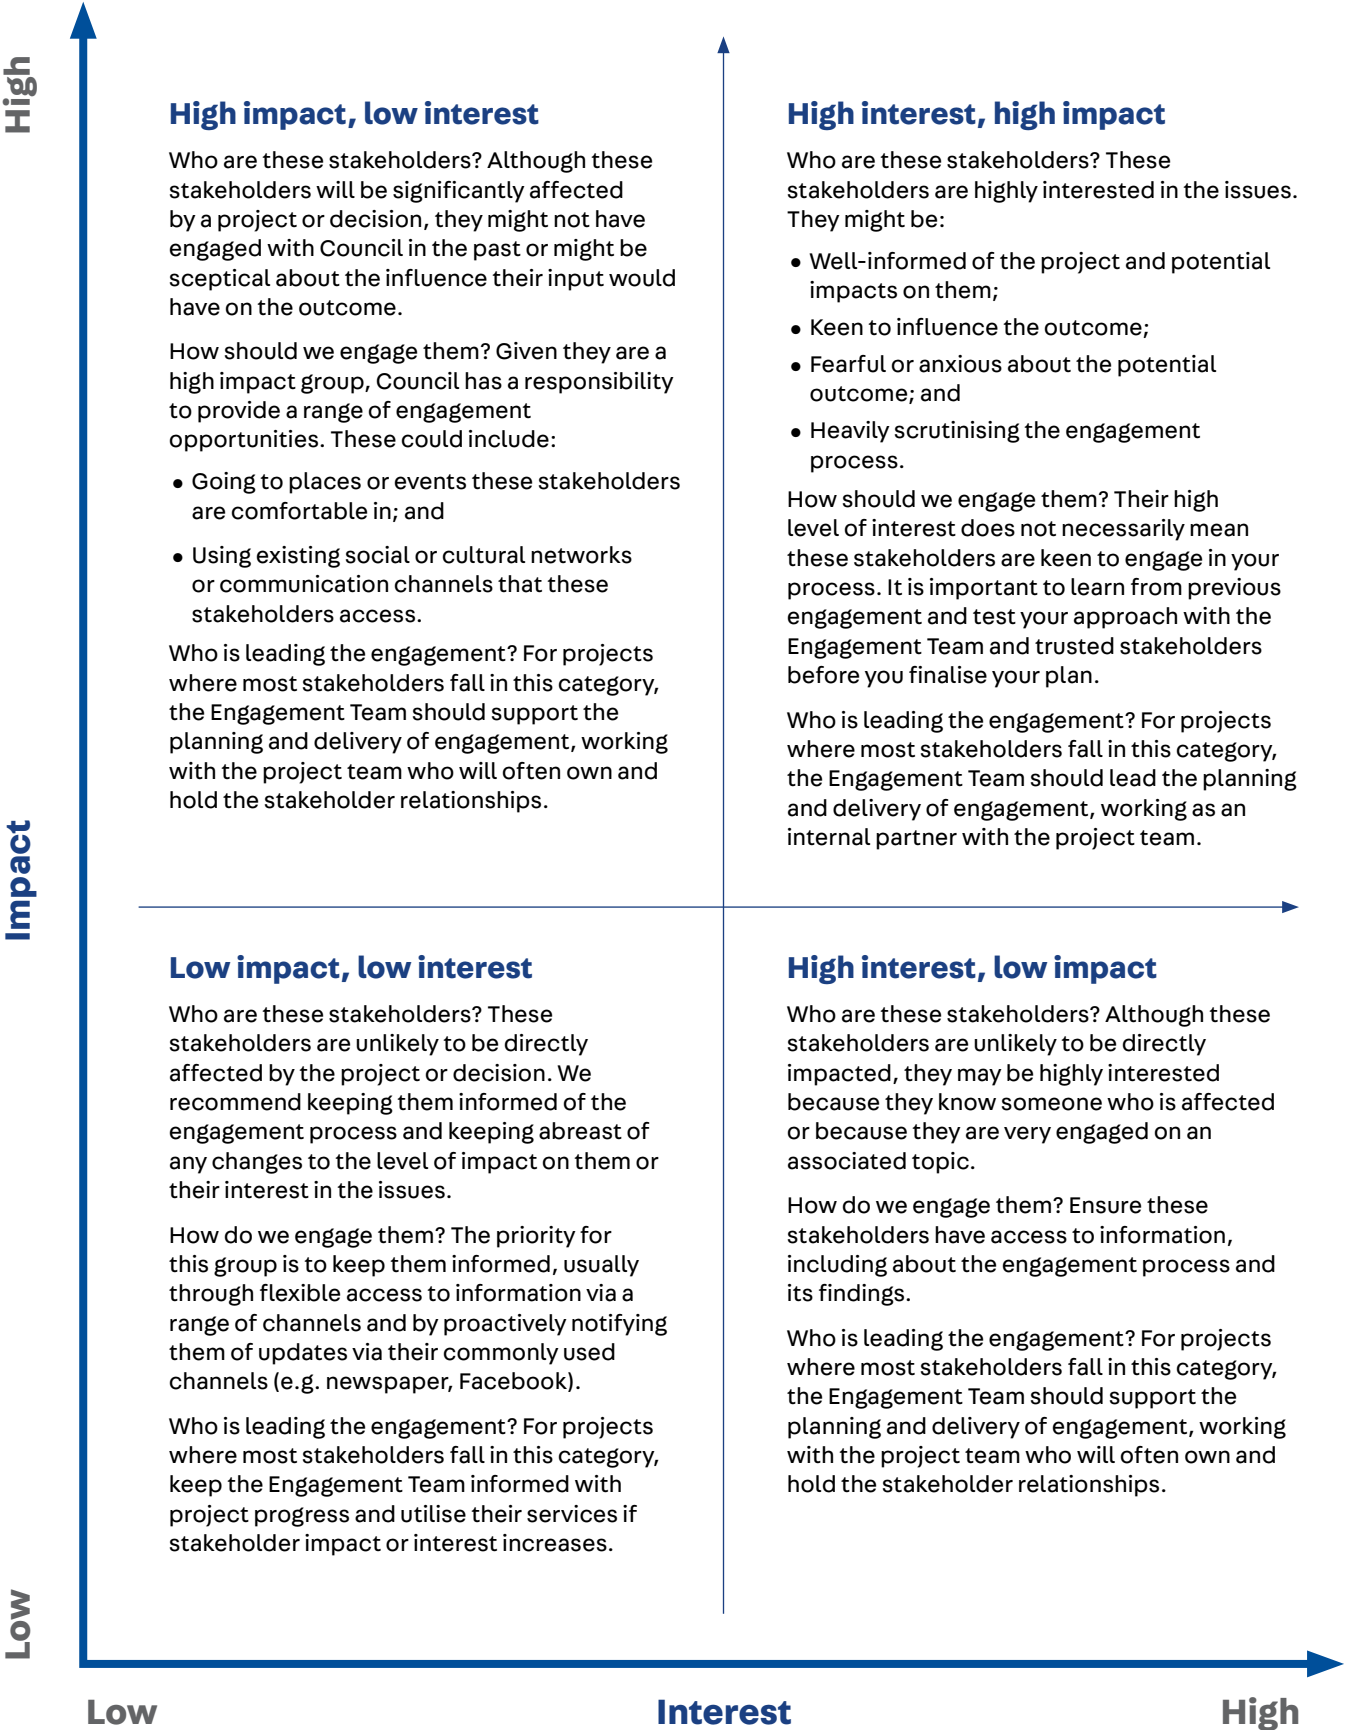 High
High impact, low interest
Who are these stakeholders? Although these
stakeholders will be significantly affected
by a project or decision, they might not have
engaged with Council in the past or might be
sceptical about the influence their input would
have on the outcome.
How should we engage them? Given they are a
high impact group, Council has a responsibility
to provide a range of engagement
opportunities. These could include:
• Going to places or events these stakeholders
are comfortable in; and
• Using existing social or cultural networks
or communication channels that these
stakeholders access.
Who is leading the engagement? For projects
where most stakeholders fall in this category,
the Engagement Team should support the
planning and delivery of engagement, working
with the project team who will often own and
hold the stakeholder relationships.
High interest, high impact
Who are these stakeholders? These
stakeholders are highly interested in the issues.
They might be:
• Well-informed of the project and potential
impacts on them;
• Keen to influence the outcome;
• Fearful or anxious about the potential
outcome; and
• Heavily scrutinising the engagement
process.
How should we engage them? Their high
level of interest does not necessarily mean
these stakeholders are keen to engage in your
process. It is important to learn from previous
engagement and test your approach with the
Engagement Team and trusted stakeholders
before you finalise your plan.
Who is leading the engagement? For projects
where most stakeholders fall in this category,
the Engagement Team should lead the planning
and delivery of engagement, working as an
internal partner with the project team.
Impact
Low impact, low interest
Who are these stakeholders? These
stakeholders are unlikely to be directly
affected by the project or decision. We
recommend keeping them informed of the
engagement process and keeping abreast of
any changes to the level of impact on them or
their interest in the issues.
How do we engage them? The priority for
this group is to keep them informed, usually
through flexible access to information via a
range of channels and by proactively notifying
them of updates via their commonly used
channels (e.g. newspaper, Facebook).
Who is leading the engagement? For projects
where most stakeholders fall in this category,
keep the Engagement Team informed with
project progress and utilise their services if
stakeholder impact or interest increases.
High interest, low impact
Who are these stakeholders? Although these
stakeholders are unlikely to be directly
impacted, they may be highly interested
because they know someone who is affected
or because they are very engaged on an
associated topic.
How do we engage them? Ensure these
stakeholders have access to information,
including about the engagement process and
its findings.
Who is leading the engagement? For projects
where most stakeholders fall in this category,
the Engagement Team should support the
planning and delivery of engagement, working
with the project team who will often own and
hold the stakeholder relationships.
Low
Low
Interest
High